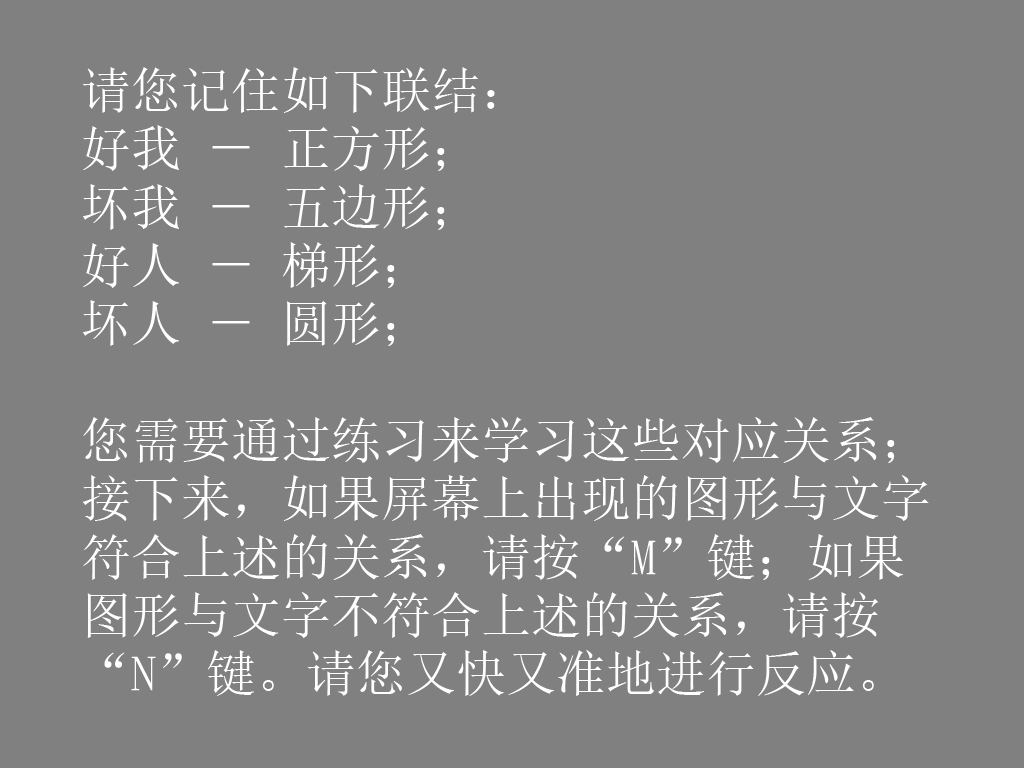 请您记住如下联结：
好我 － 正方形；
坏我 － 五边形；
好人 － 梯形；
坏人 － 圆形；
您需要通过练习来学习这些对应关系；
接下来，如果屏幕上出现的图形与文字
符合上述的关系，请按“M”键；如果
图形与文字不符合上述的关系，请按
“N”键。请您又快又准地进行反应。